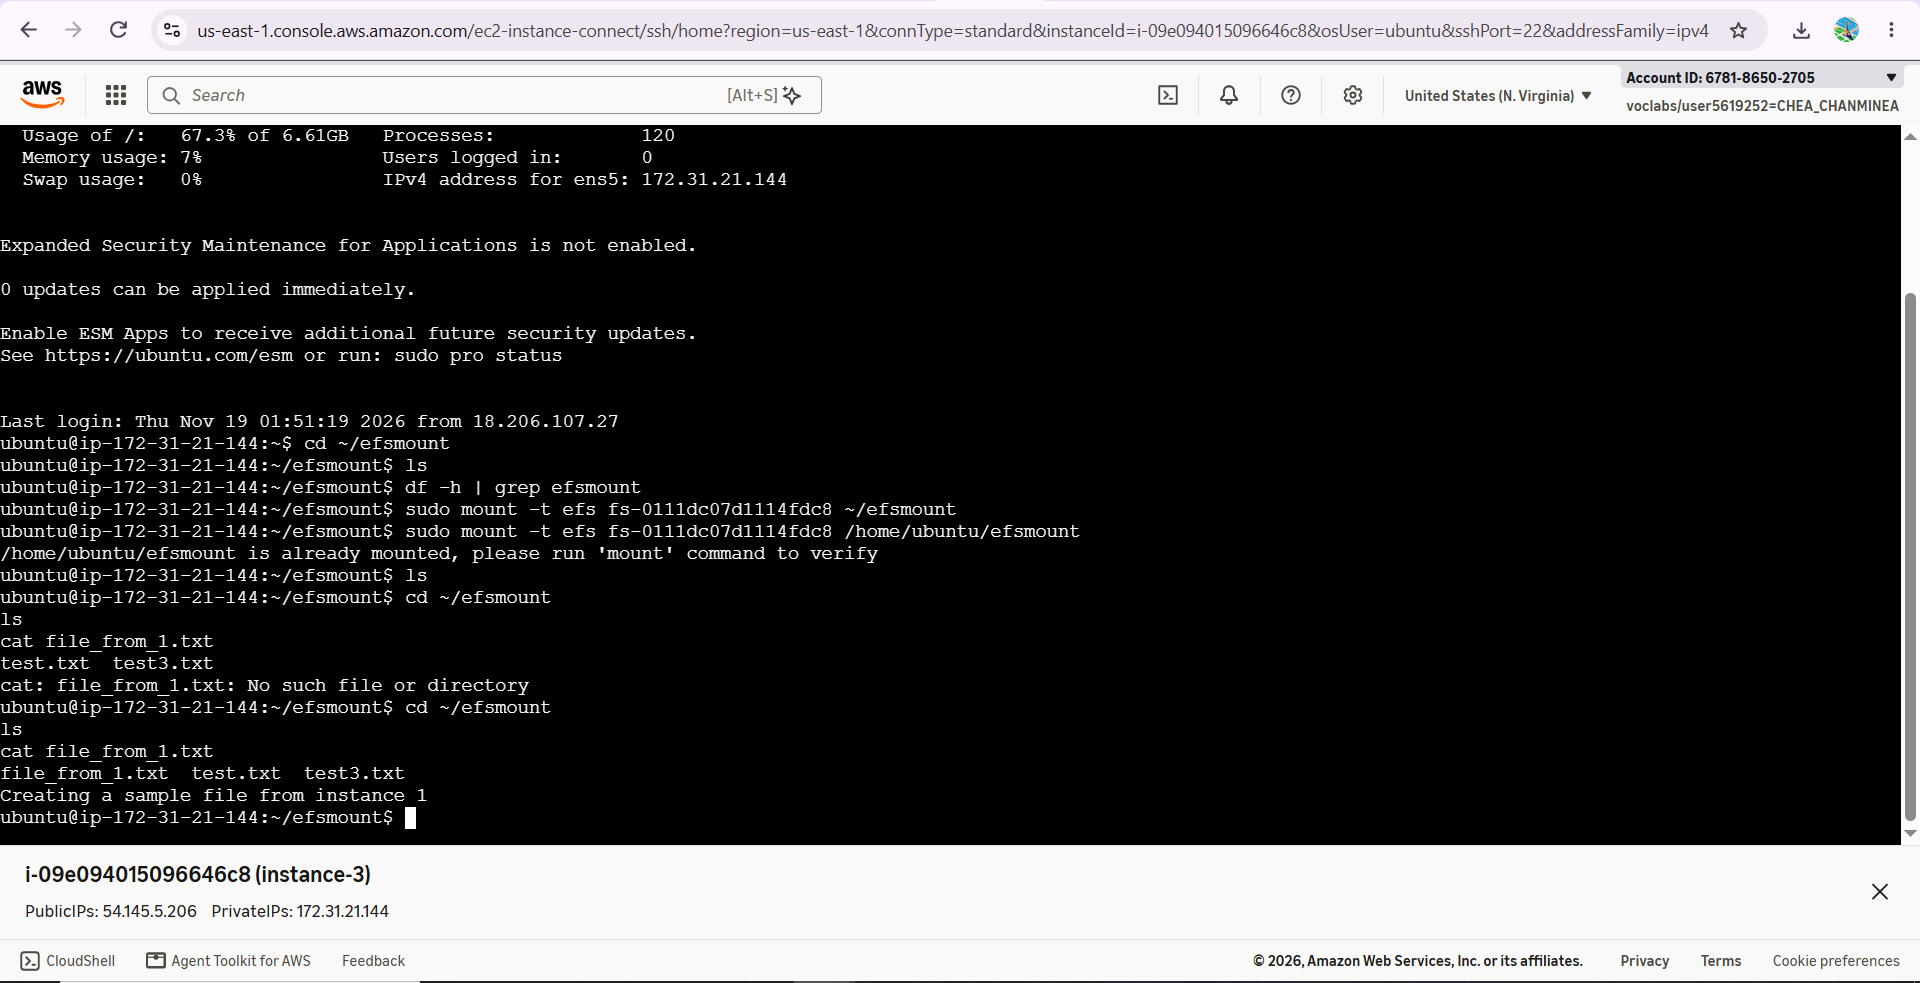 us-east-1.console.aws.amazon.com/ec2-instance-connect/ssh/home?region=us-east-1&connType=standard&instanceId=i-09e094015096646c8&osUser=ubuntu&sshPort=22&addressFamily=ipv4
aws
Search
[Alt+S]
United States (N. Virginia)
Account ID: 6781-8650-2705
voclabs/user5619252=CHEA_CHANMINEA
Usage of /:   67.3% of 6.61GB   Processes:             120
Memory usage: 7%                Users logged in:       0
Swap usage:   0%                IPv4 address for ens5: 172.31.21.144
Expanded Security Maintenance for Applications is not enabled.
0 updates can be applied immediately.
Enable ESM Apps to receive additional future security updates.
See https://ubuntu.com/esm or run: sudo pro status
Last login: Thu Nov 19 01:51:19 2026 from 18.206.107.27
ubuntu@ip-172-31-21-144:~$ cd ~/efsmount
ubuntu@ip-172-31-21-144:~/efsmount$ ls
ubuntu@ip-172-31-21-144:~/efsmount$ df -h | grep efsmount
ubuntu@ip-172-31-21-144:~/efsmount$ sudo mount -t efs fs-0111dc07d1114fdc8 ~/efsmount
ubuntu@ip-172-31-21-144:~/efsmount$ sudo mount -t efs fs-0111dc07d1114fdc8 /home/ubuntu/efsmount
/home/ubuntu/efsmount is already mounted, please run 'mount' command to verify
ubuntu@ip-172-31-21-144:~/efsmount$ ls
ubuntu@ip-172-31-21-144:~/efsmount$ cd ~/efsmount
ls
cat file_from_1.txt
test.txt  test3.txt
cat: file_from_1.txt: No such file or directory
ubuntu@ip-172-31-21-144:~/efsmount$ cd ~/efsmount
ls
cat file_from_1.txt
file_from_1.txt  test.txt  test3.txt
Creating a sample file from instance 1
ubuntu@ip-172-31-21-144:~/efsmount$
i-09e094015096646c8 (instance-3)
PublicIPs: 54.145.5.206   PrivateIPs: 172.31.21.144
CloudShell
Agent Toolkit for AWS
Feedback
© 2026, Amazon Web Services, Inc. or its affiliates.
Privacy
Terms
Cookie preferences